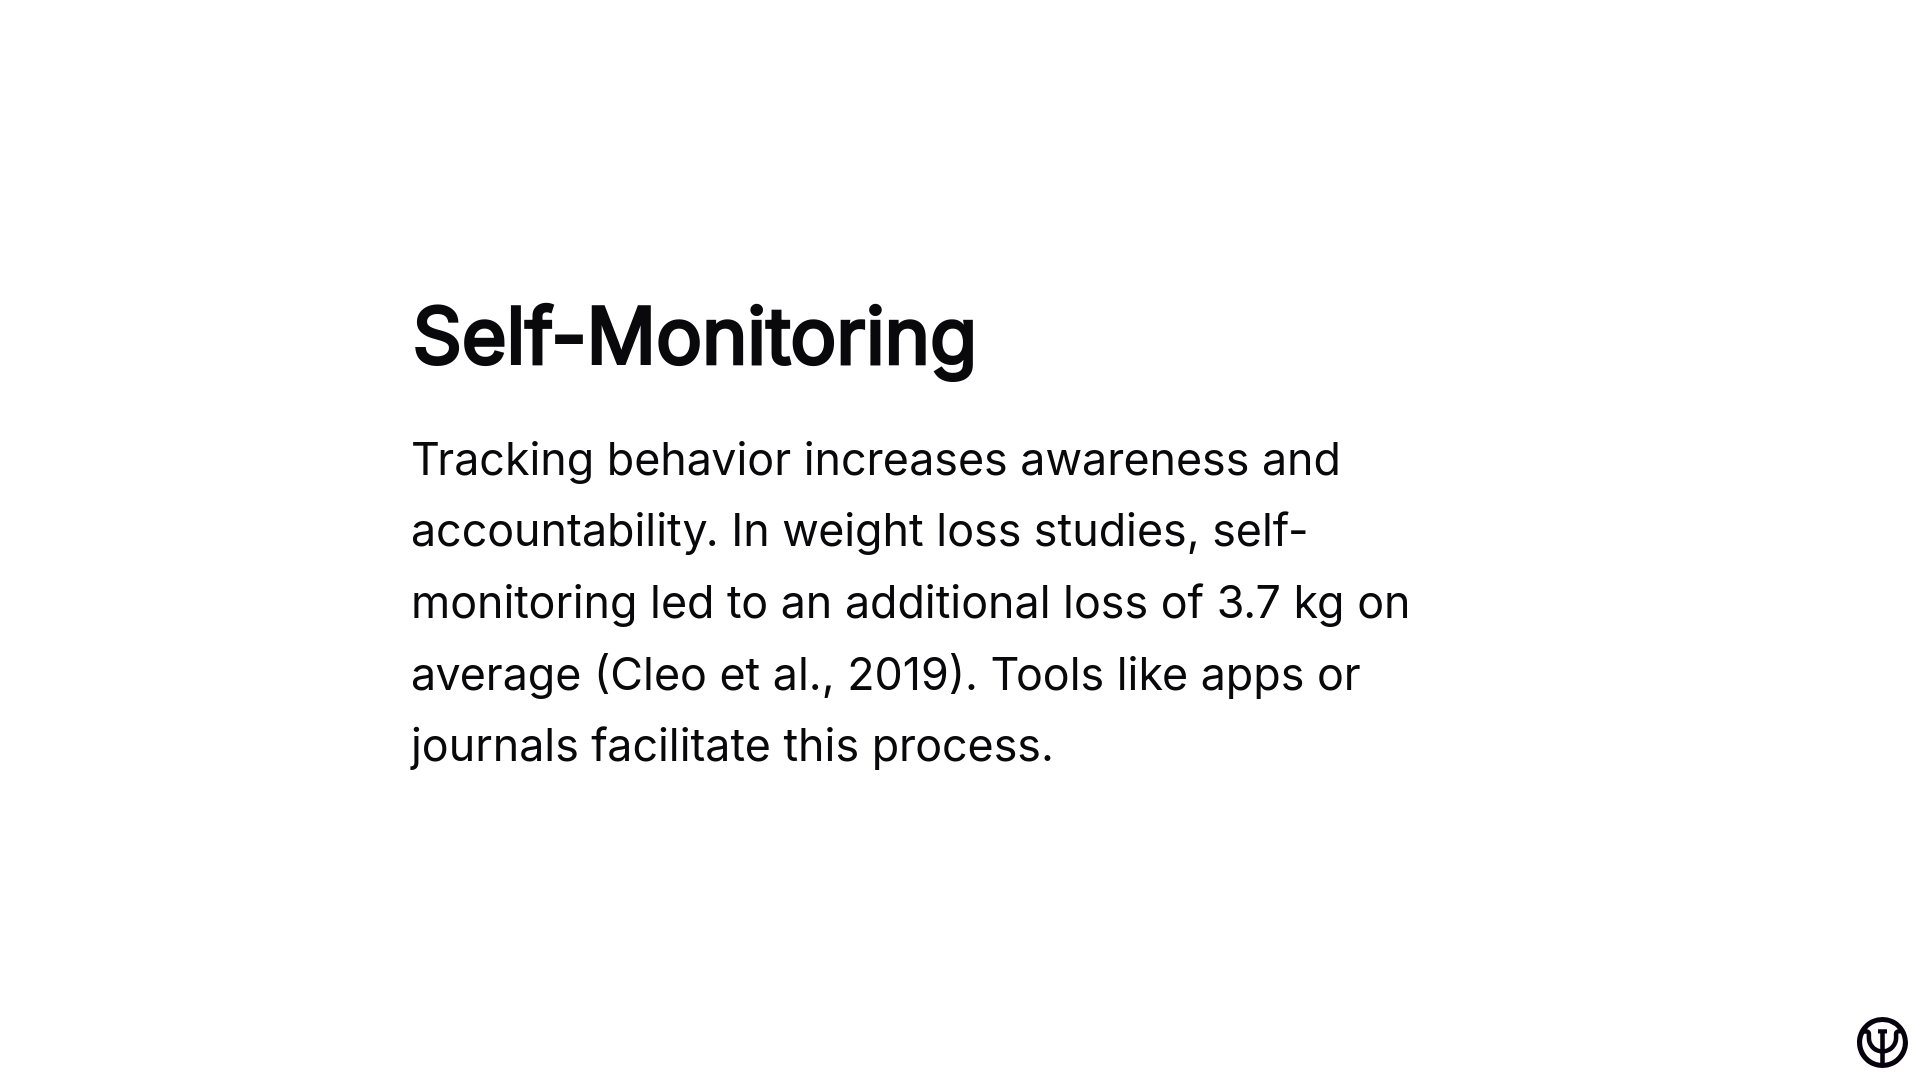 Self-Monitoring
Tracking behavior increases awareness and
accountability. In weight loss studies, self-
monitoring led to an additional loss of 3.7 kg on
average (Cleo et al., 2019). Tools like apps or
journals facilitate this process.